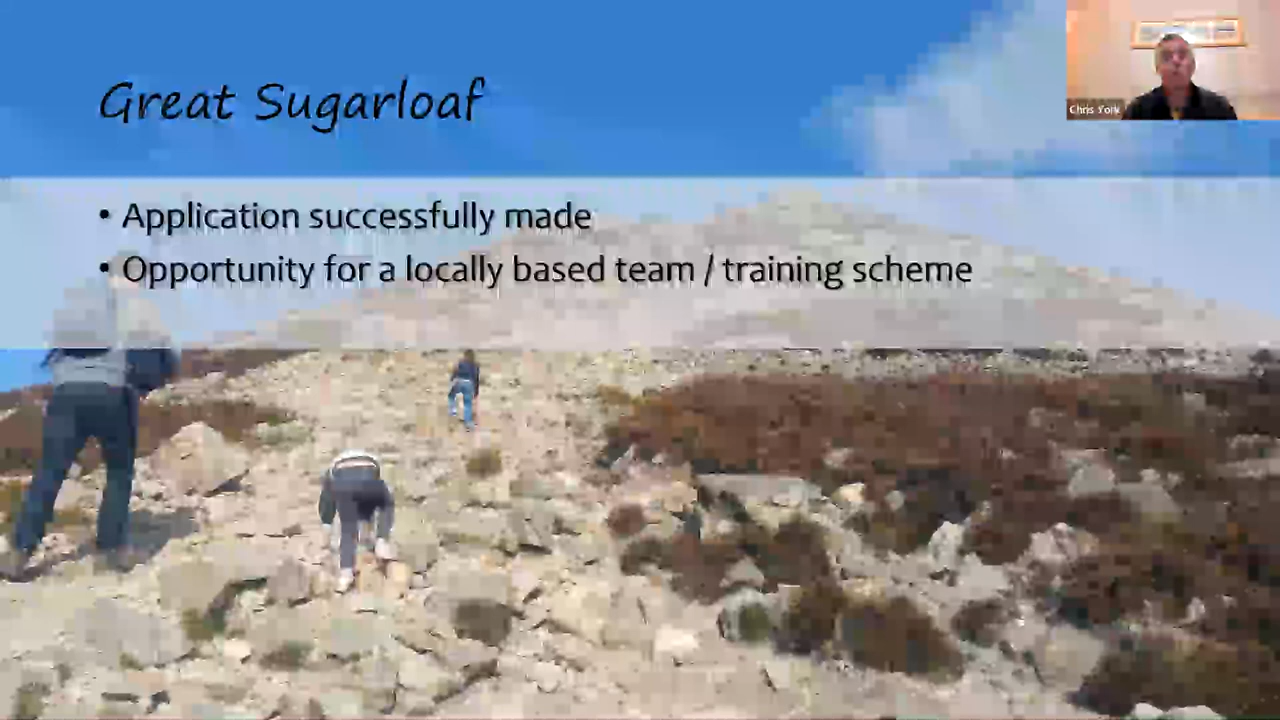 Great Sugarloaf
Chris York
• Application successfully made
• Opportunity for a locally based team / training scheme